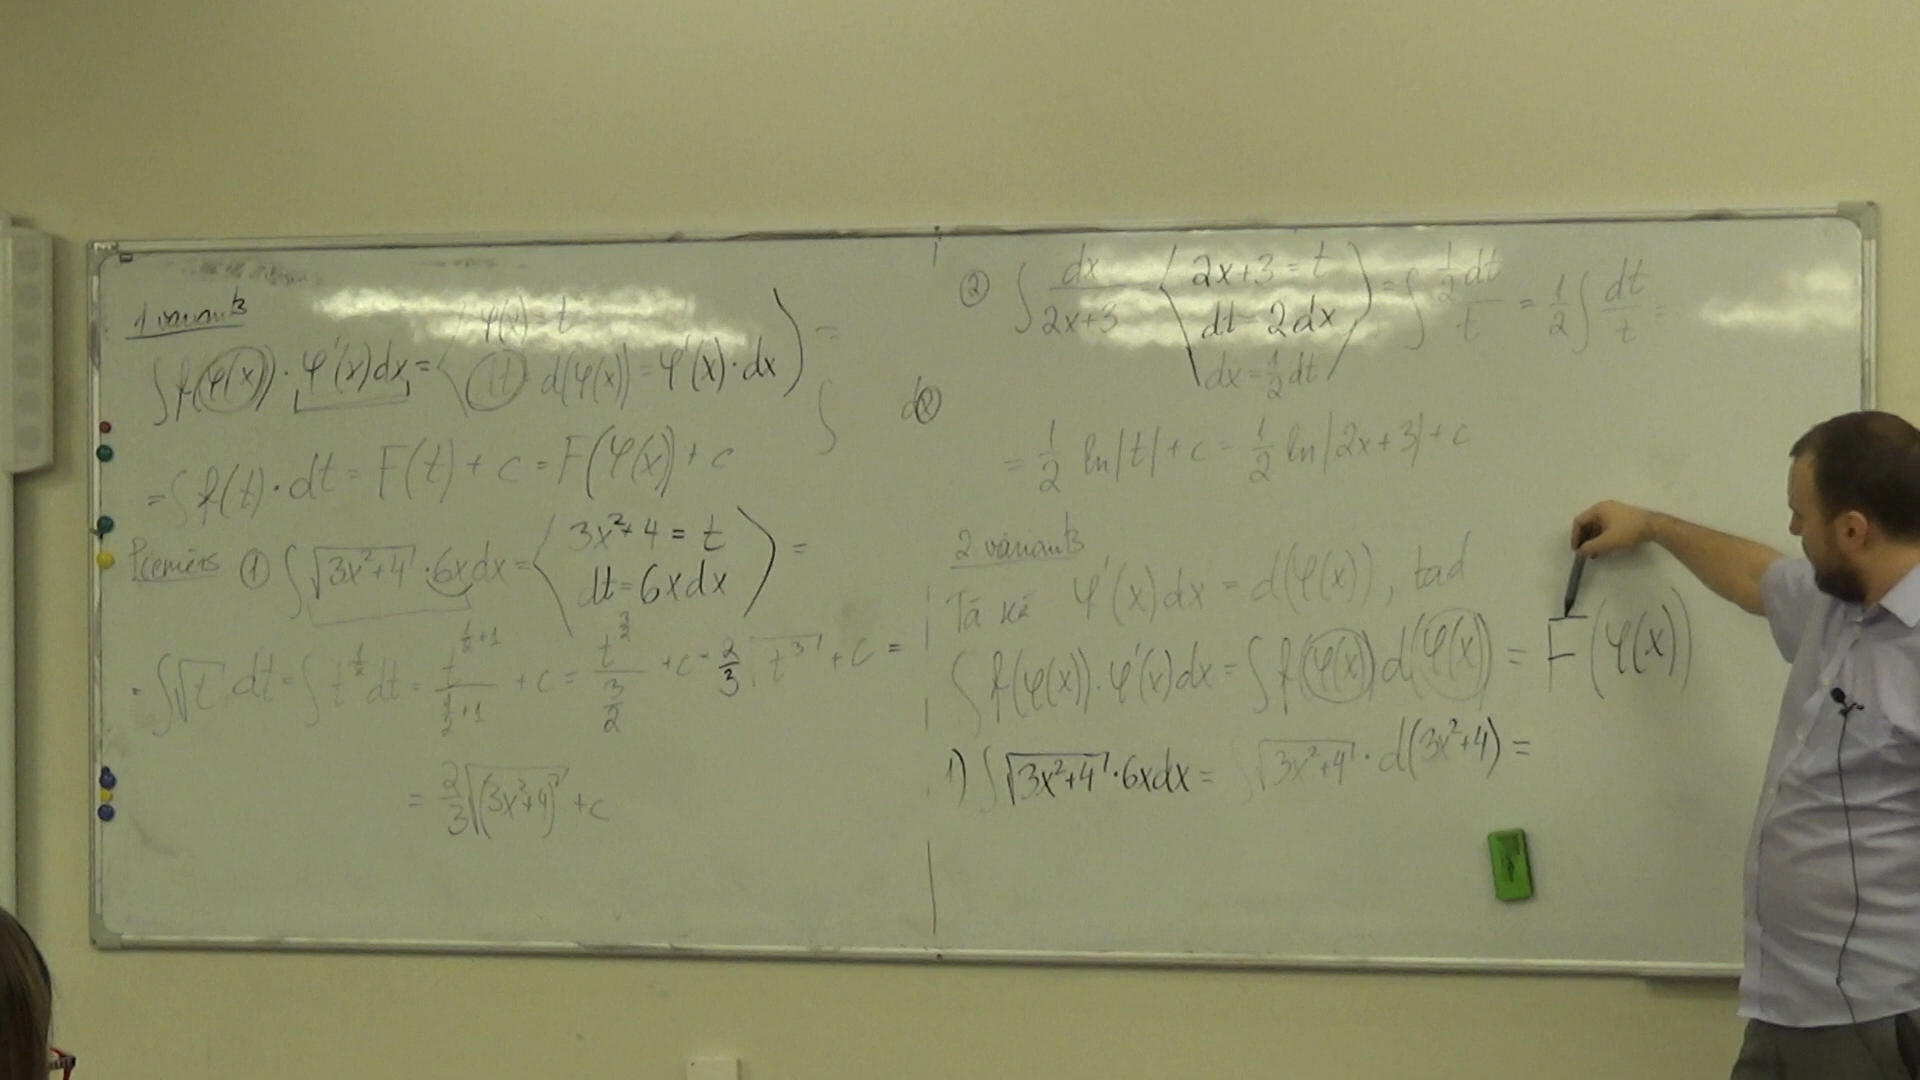 1 variants
∫f(φ(x))·φ'(x)dx = ⟨ φ(x) = t
dt = d(φ(x)) = φ'(x)·dx ⟩ =
= ∫f(t)·dt = F(t) + c = F(φ(x)) + c
∫ dx
Piemērs ① ∫√(3x²+4)·6xdx = ⟨ 3x²+4 = t
dt = 6xdx ⟩ =
= ∫√t dt = ∫t^(1/2) dt = t^(1/2+1)/(1/2+1) + c = t^(3/2)/(3/2) + c = 2/3 √(t³) + c =
= 2/3 √((3x²+4)³) + c
② ∫dx/(2x+3) = ⟨ 2x+3 = t
dt = 2dx
dx = 1/2 dt ⟩ = ∫(1/2 dt)/t = 1/2 ∫dt/t =
= 1/2 ln|t| + c = 1/2 ln|2x+3| + c
2 variants
Tā kā φ'(x)dx = d(φ(x)), tad
∫f(φ(x))·φ'(x)dx = ∫f(φ(x))d(φ(x)) = F(φ(x))
1) ∫√(3x²+4)·6xdx = ∫√(3x²+4)·d(3x²+4) =